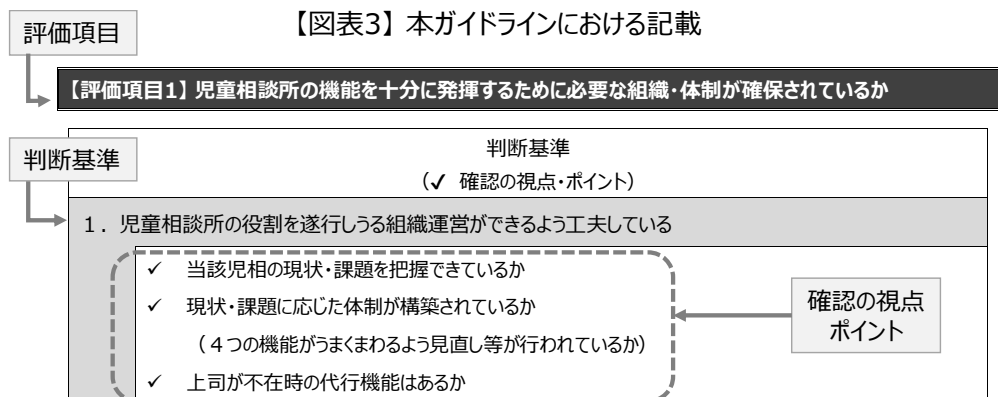 【図表3】本ガイドラインにおける記載
評価項目
【評価項目1】児童相談所の機能を十分に発揮するために必要な組織・体制が確保されているか
判断基準
判断基準
（✓ 確認の視点・ポイント）
1．児童相談所の役割を遂行しうる組織運営ができるよう工夫している
✓ 当該児相の現状・課題を把握できているか
✓ 現状・課題に応じた体制が構築されているか
（４つの機能がうまくまわるよう見直し等が行われているか）
✓ 上司が不在時の代行機能はあるか
確認の視点
ポイント